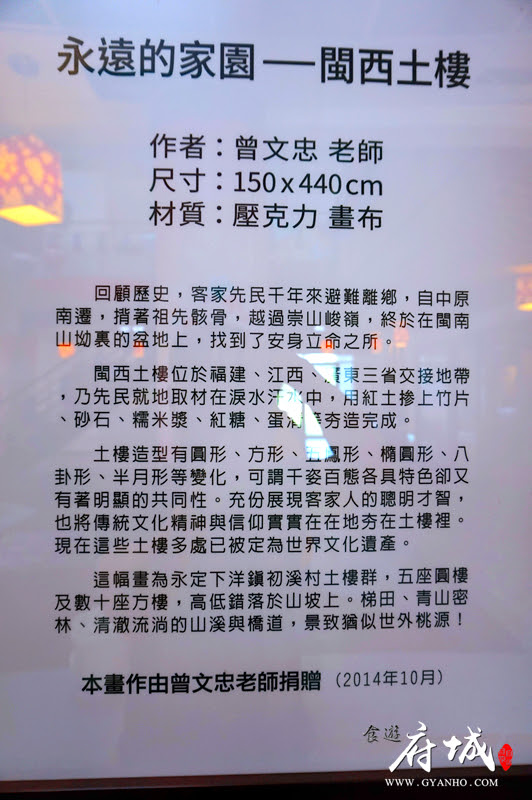 永遠的家園──閩西土樓
作者：曾文忠 老師
尺寸：150 x 440 cm
材質：壓克力 畫布
回顧歷史，客家先民千年來避難離鄉，自中原
南遷，揹著祖先骸骨，越過崇山峻嶺，終於在閩南
山坳裏的盆地上，找到了安身立命之所。
閩西土樓位於福建、江西、廣東三省交接地帶
，乃先民就地取材在淚水汗水中，用紅土摻上竹片
、砂石、糯米漿、紅糖、蛋清等夯造完成。
土樓造型有圓形、方形、五鳳形、橢圓形、八
卦形、半月形等變化，可謂千姿百態各具特色卻又
有著明顯的共同性。充份展現客家人的聰明才智，
也將傳統文化精神與信仰實實在在地夯在土樓裡。
現在這些土樓多處已被定為世界文化遺產。
這幅畫為永定下洋鎮初溪村土樓群，五座圓樓
及數十座方樓，高低錯落於山坡上。梯田、青山密
林、清澈流淌的山溪與橋道，景致猶似世外桃源！
本畫作由曾文忠老師捐贈 （2014年10月）
食遊府城
WWW.GYANHO.COM